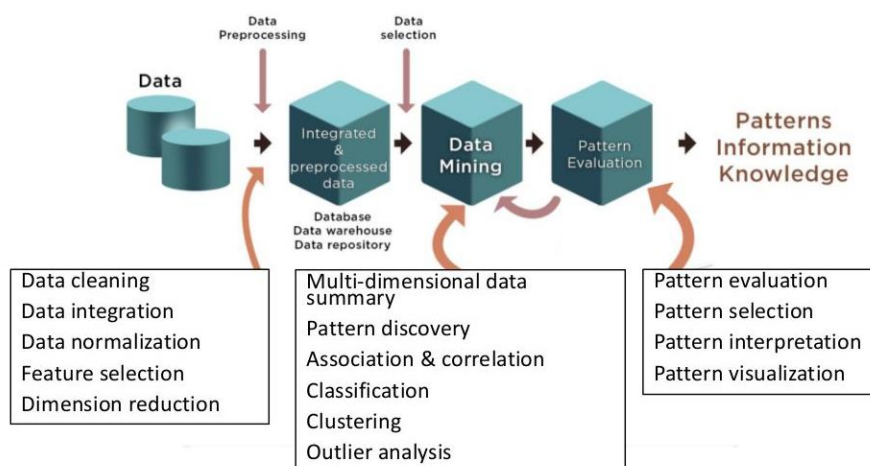 Data
Preprocessing
Data
selection
Data
Integrated
&
preprocessed
data
Data
Mining
Pattern
Evaluation
Patterns
Information
Knowledge
Database
Data warehouse
Data repository
Data cleaning
Data integration
Data normalization
Feature selection
Dimension reduction
Multi-dimensional data
summary
Pattern discovery
Association & correlation
Classification
Clustering
Outlier analysis
Pattern evaluation
Pattern selection
Pattern interpretation
Pattern visualization